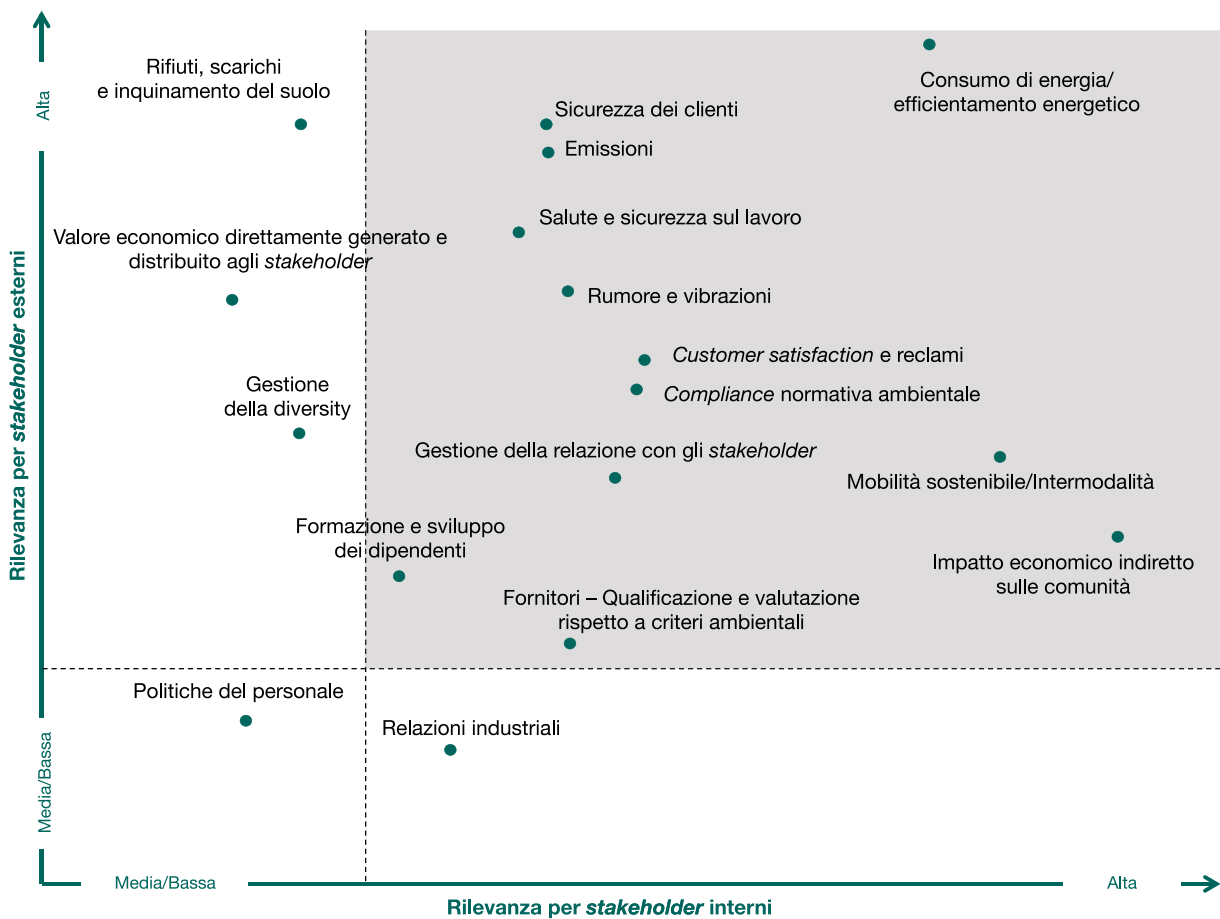 Rifiuti, scarichi
e inquinamento del suolo
Alta
Consumo di energia/
efficientamento energetico
Sicurezza dei clienti
Emissioni
Salute e sicurezza sul lavoro
Valore economico direttamente generato e
distribuito agli stakeholder
Rumore e vibrazioni
Customer satisfaction e reclami
Compliance normativa ambientale
Gestione
della diversity
Rilevanza per stakeholder esterni
Gestione della relazione con gli stakeholder
Mobilità sostenibile/Intermodalità
Formazione e sviluppo
dei dipendenti
Impatto economico indiretto
sulle comunità
Fornitori – Qualificazione e valutazione
rispetto a criteri ambientali
Politiche del personale
Relazioni industriali
Media/Bassa
Media/Bassa
Alta
Rilevanza per stakeholder interni